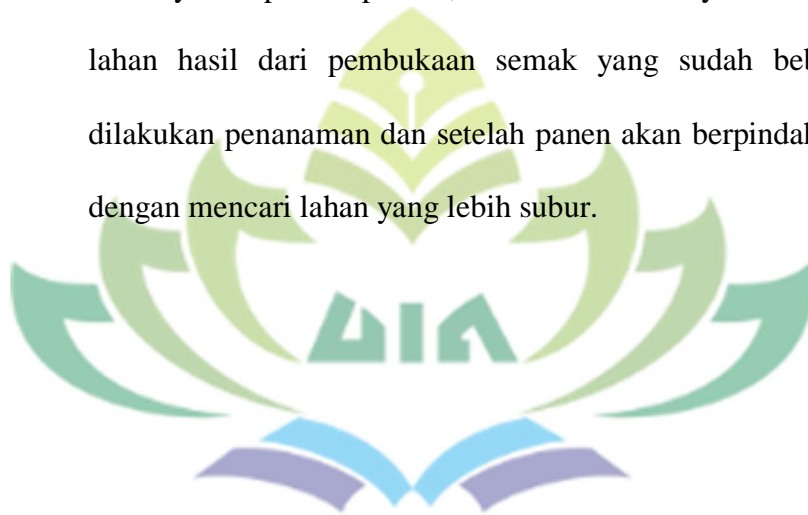 lahan hasil dari pembukaan semak yang sudah
dilakukan penanaman dan setelah panen akan
dengan mencari lahan yang lebih subur.
UIN